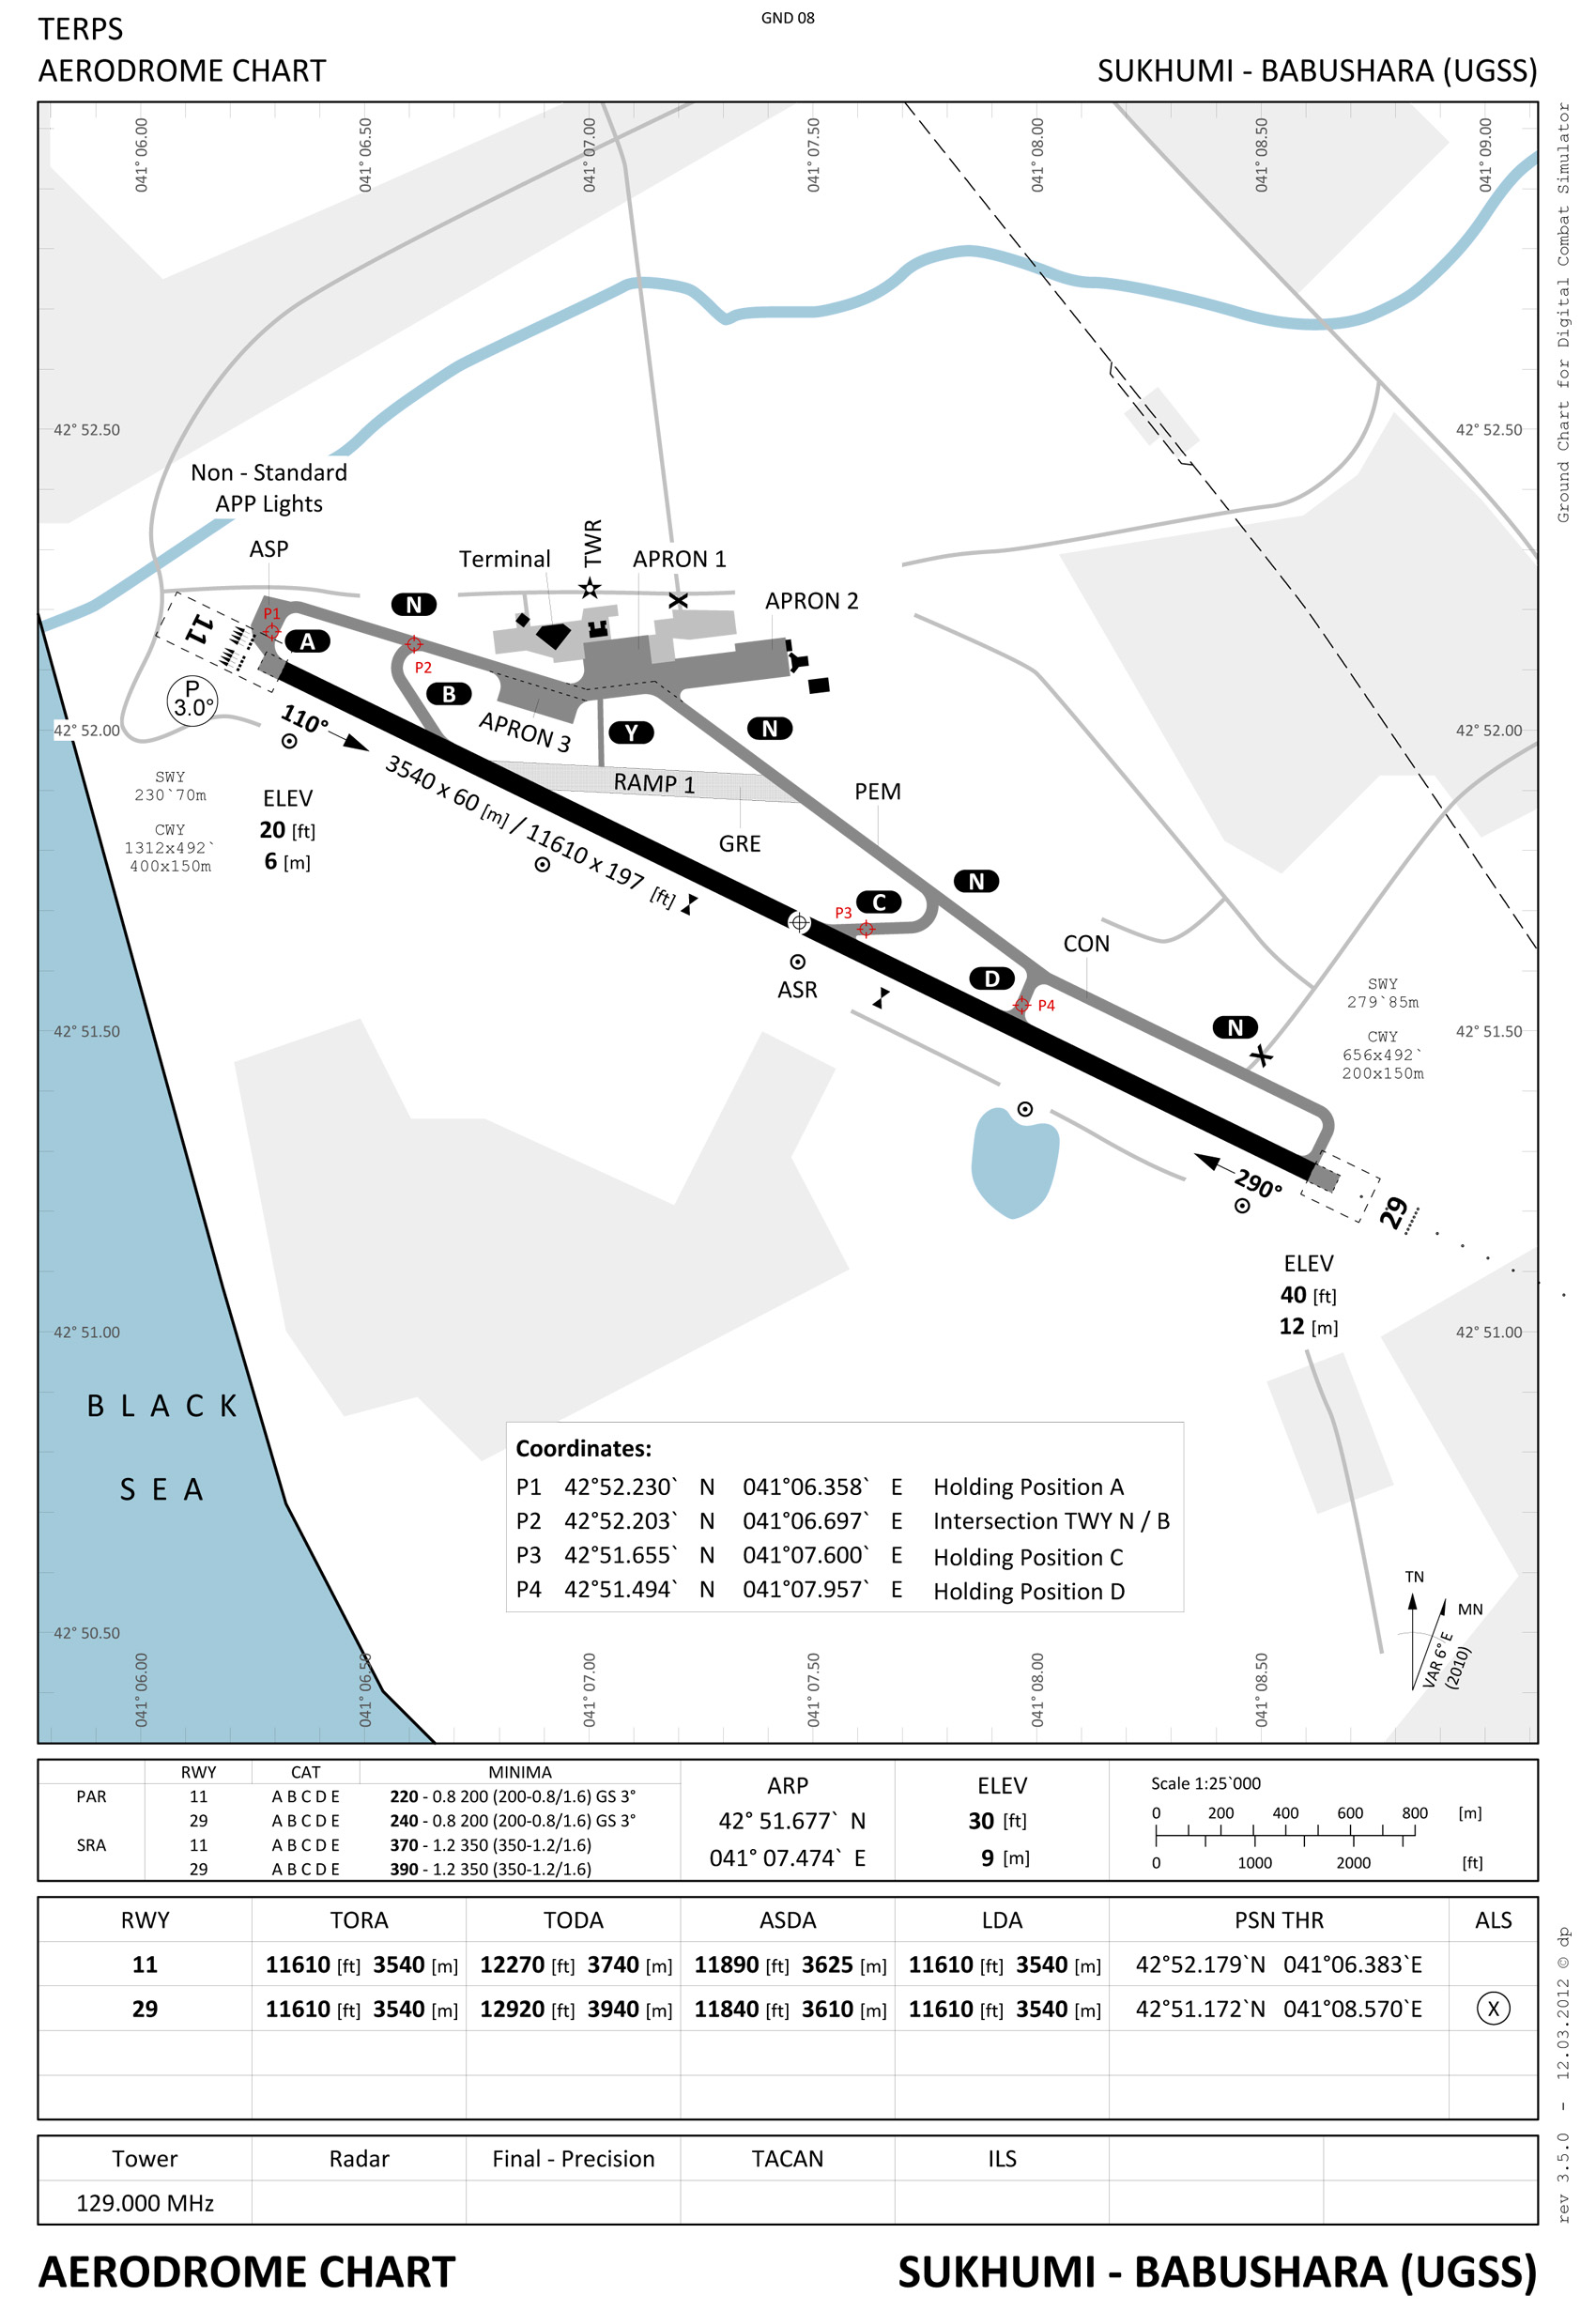 GND 08
TERPS
AERODROME CHART
SUKHUMI - BABUSHARA (UGSS)
Ground Chart for Digital Combat Simulator
041° 06.00
041° 06.50
041° 07.00
041° 07.50
041° 08.00
041° 08.50
041° 09.00
42° 52.50
42° 52.50
Non - Standard
APP Lights
ASP
Terminal
TWR
APRON 1
APRON 2
N
P1
A
11
P2
B
P
3.0°
APRON 3
Y
N
42° 52.00
42° 52.00
110°
3540 x 60 [m] / 11610 x 197 [ft]
RAMP 1
PEM
GRE
SWY
230`70m
CWY
1312x492`
400x150m
ELEV
20 [ft]
6 [m]
N
P3
C
CON
D
P4
ASR
SWY
279`85m
CWY
656x492`
200x150m
N
42° 51.50
42° 51.50
290°
29
ELEV
40 [ft]
12 [m]
42° 51.00
42° 51.00
BLACK
SEA
Coordinates:
P1 42°52.230` N 041°06.358` E Holding Position A
P2 42°52.203` N 041°06.697` E Intersection TWY N / B
P3 42°51.655` N 041°07.600` E Holding Position C
P4 42°51.494` N 041°07.957` E Holding Position D
TN
MN
VAR 6° E
(2010)
42° 50.50
041° 06.00
041° 06.50
041° 07.00
041° 07.50
041° 08.00
041° 08.50
RWY CAT MINIMA
PAR 11 A B C D E 220 - 0.8 200 (200-0.8/1.6) GS 3°
29 A B C D E 240 - 0.8 200 (200-0.8/1.6) GS 3°
SRA 11 A B C D E 370 - 1.2 350 (350-1.2/1.6)
29 A B C D E 390 - 1.2 350 (350-1.2/1.6)
ARP
42° 51.677` N
041° 07.474` E
ELEV
30 [ft]
9 [m]
Scale 1:25`000
0 200 400 600 800 [m]
0 1000 2000 [ft]
RWY TORA TODA ASDA LDA PSN THR ALS
11 11610 [ft] 3540 [m] 12270 [ft] 3740 [m] 11890 [ft] 3625 [m] 11610 [ft] 3540 [m] 42°52.179`N 041°06.383`E
29 11610 [ft] 3540 [m] 12920 [ft] 3940 [m] 11840 [ft] 3610 [m] 11610 [ft] 3540 [m] 42°51.172`N 041°08.570`E X
Tower Radar Final - Precision TACAN ILS
129.000 MHz
rev 3.5.0 - 12.03.2012 © dp
AERODROME CHART
SUKHUMI - BABUSHARA (UGSS)